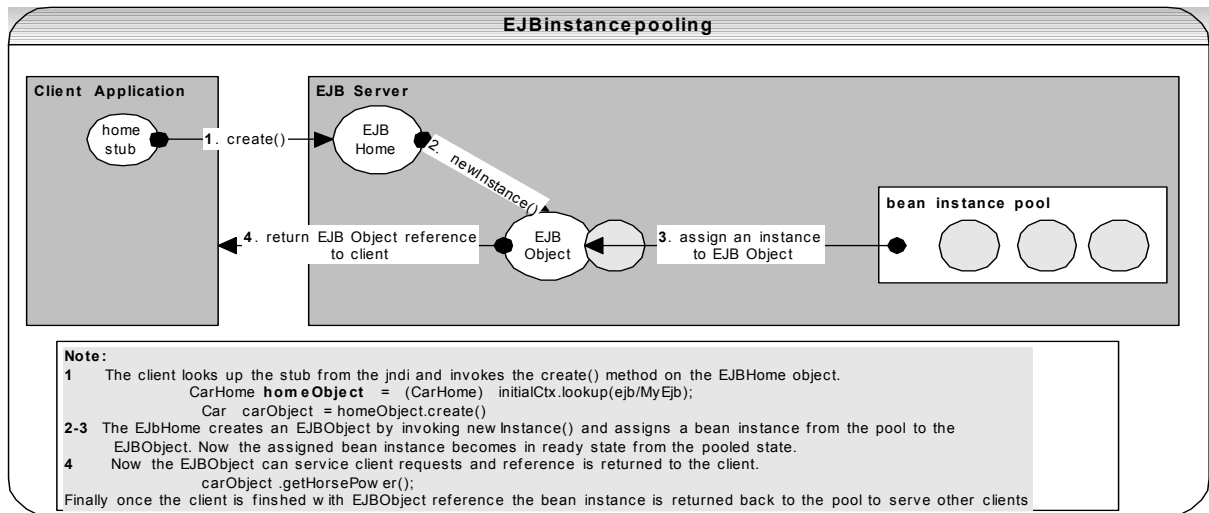 EJB instance pooling
Client Application
home
stub
1. create()
EJB Server
EJB
Home
2. newInstance()
EJB
Object
3. assign an instance
to EJB Object
bean instance pool
4. return EJB Object reference
to client
Note:
1 The client looks up the stub from the jndi and invokes the create() method on the EJBHome object.
CarHome homeObject = (CarHome) initialCtx.lookup(ejb/MyEjb);
Car carObject = homeObject.create()
2-3 The EJbHome creates an EJBObject by invoking newInstance() and assigns a bean instance from the pool to the
EJBObject. Now the assigned bean instance becomes in ready state from the pooled state.
4 Now the EJBObject can service client requests and reference is returned to the client.
carObject .getHorsePower();
Finally once the client is finshed with EJBObject reference the bean instance is returned back to the pool to serve other clients